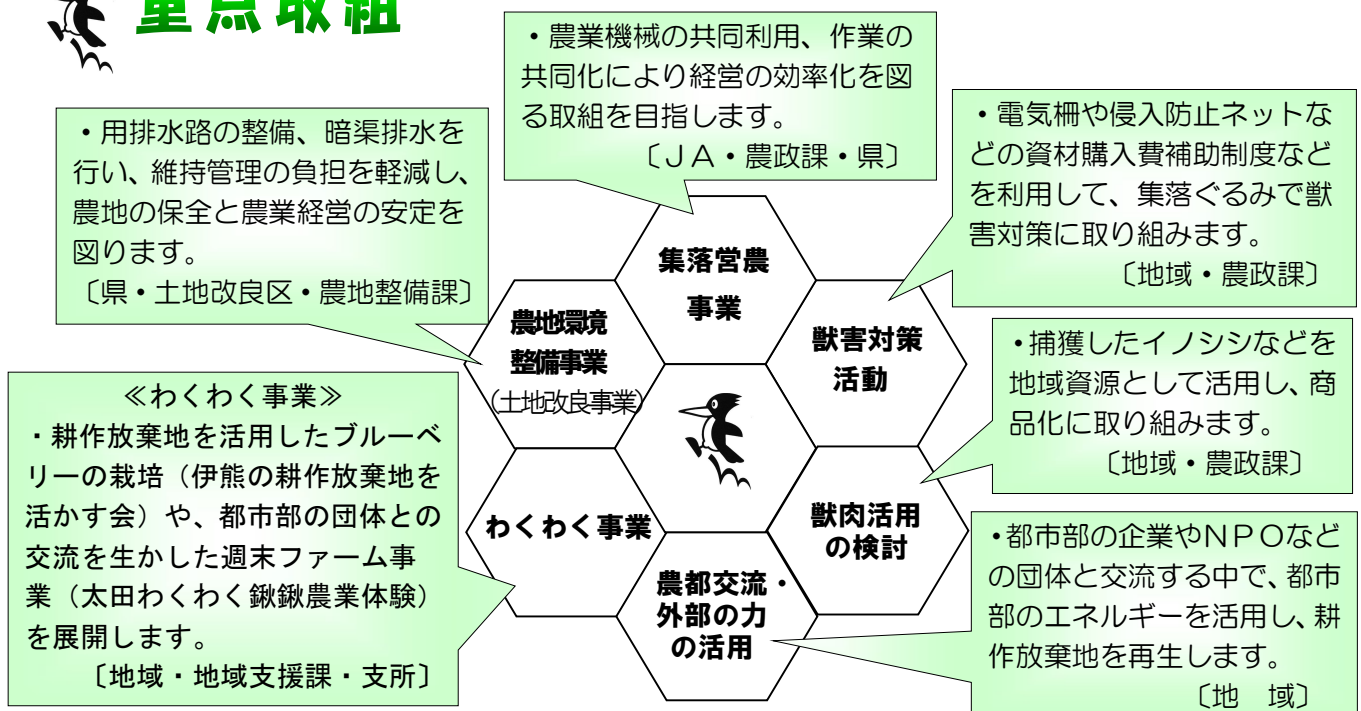 重点取組
・農業機械の共同利用、作業の
共同化により経営の効率化を図
る取組を目指します。
〔ＪＡ・農政課・県〕
・用排水路の整備、暗渠排水を
行い、維持管理の負担を軽減し、
農地の保全と農業経営の安定を
図ります。
〔県・土地改良区・農地整備課〕
・電気柵や侵入防止ネットな
どの資材購入費補助制度など
を利用して、集落ぐるみで獣
害対策に取り組みます。
〔地域・農政課〕
集落営農
事業
農地環境
整備事業
（土地改良事業）
獣害対策
活動
・捕獲したイノシシなどを
地域資源として活用し、商
品化に取り組みます。
〔地域・農政課〕
≪わくわく事業≫
・耕作放棄地を活用したブルーベ
リーの栽培（伊熊の耕作放棄地を
活かす会）や、都市部の団体との
交流を生かした週末ファーム事
業（太田わくわく鍬鍬農業体験）
を展開します。
〔地域・地域支援課・支所〕
わくわく事業
獣肉活用
の検討
農都交流・
外部の力
の活用
・都市部の企業やＮＰＯなど
の団体と交流する中で、都市
部のエネルギーを活用し、耕
作放棄地を再生します。
〔地　域〕